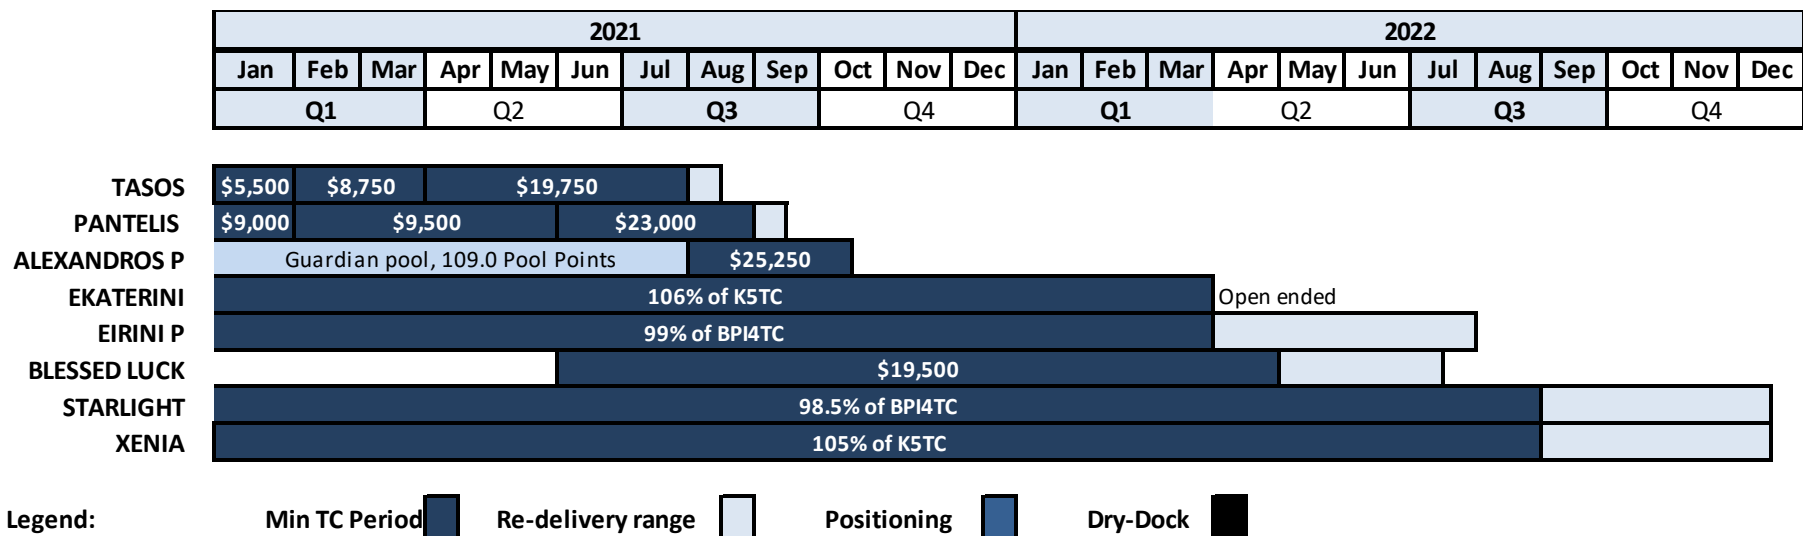 2021 2022
Jan Feb Mar Apr May Jun Jul Aug Sep Oct Nov Dec Jan Feb Mar Apr May Jun Jul Aug Sep Oct Nov Dec
Q1 Q2 Q3 Q4 Q1 Q2 Q3 Q4
TASOS $5,500 $8,750 $19,750
PANTELIS $9,000 $9,500 $23,000
ALEXANDROS P Guardian pool, 109.0 Pool Points $25,250
EKATERINI 106% of K5TC Open ended
EIRINI P 99% of BPI4TC
BLESSED LUCK $19,500
STARLIGHT 98.5% of BPI4TC
XENIA 105% of K5TC
Legend: Min TC Period Re-delivery range Positioning Dry-Dock